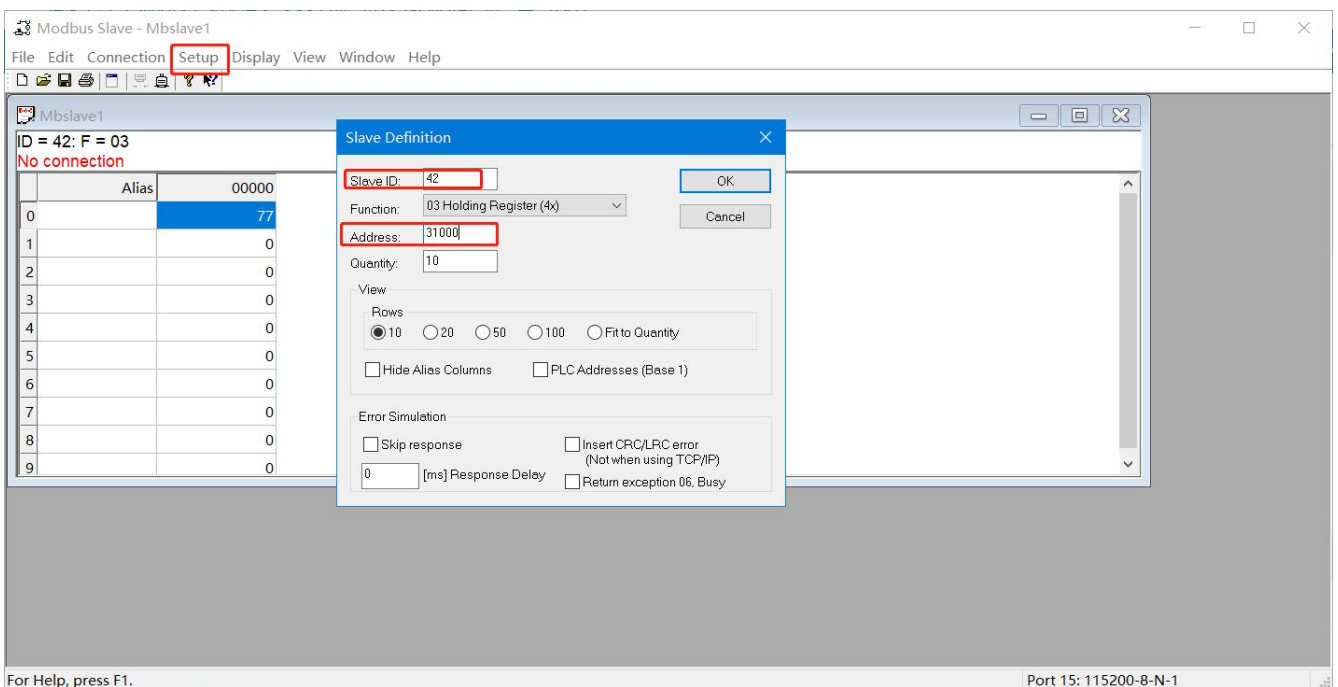 Modbus Slave - Mbslave1
File Edit Connection Setup Display View Window Help
Mbslave1
ID = 42: F = 03
No connection
Alias 00000
0 77
1 0
2 0
3 0
4 0
5 0
6 0
7 0
8 0
9 0
Slave Definition
Slave ID: 42
OK
Function: 03 Holding Register (4x)
Cancel
Address: 31000
Quantity: 10
View
Rows
10 20 50 100 Fit to Quantity
Hide Alias Columns PLC Addresses (Base 1)
Error Simulation
Skip response
Insert CRC/LRC error
(Not when using TCP/IP)
0 [ms] Response Delay
Return exception 06, Busy
For Help, press F1.
Port 15: 115200-8-N-1